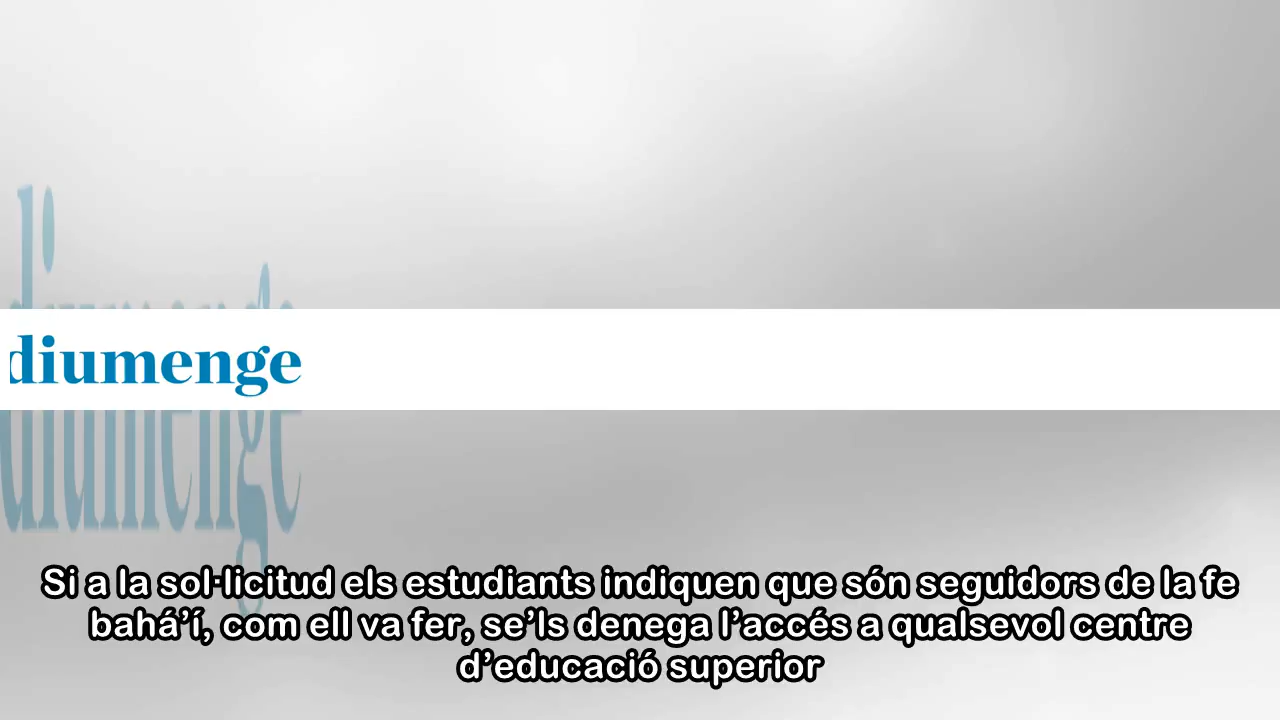 diumenge
Si a la sol·licitud els estudiants indiquen que són seguidors de la fe
bahá’í, com ell va fer, se’ls denega l’accés a qualsevol centre
d’educació superior